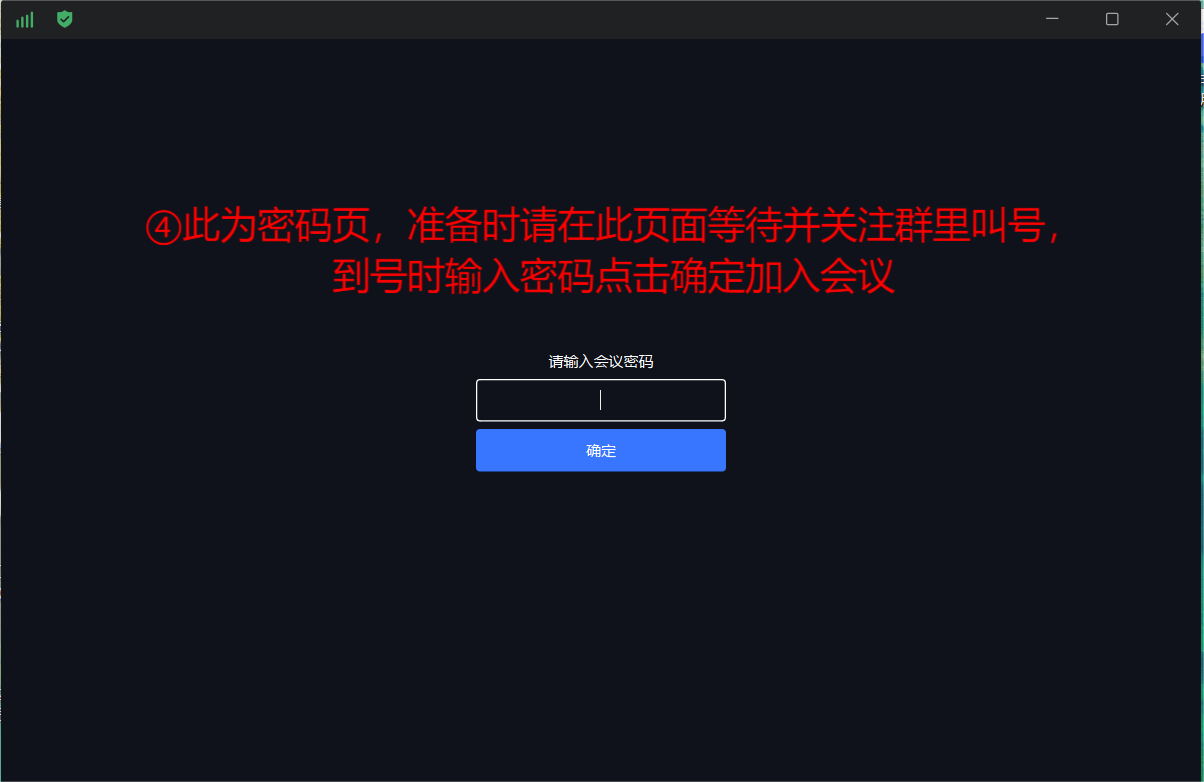 ④此为密码页，准备时请在此页面等待并关注群里叫号，
到号时输入密码点击确定加入会议
请输入会议密码
确定